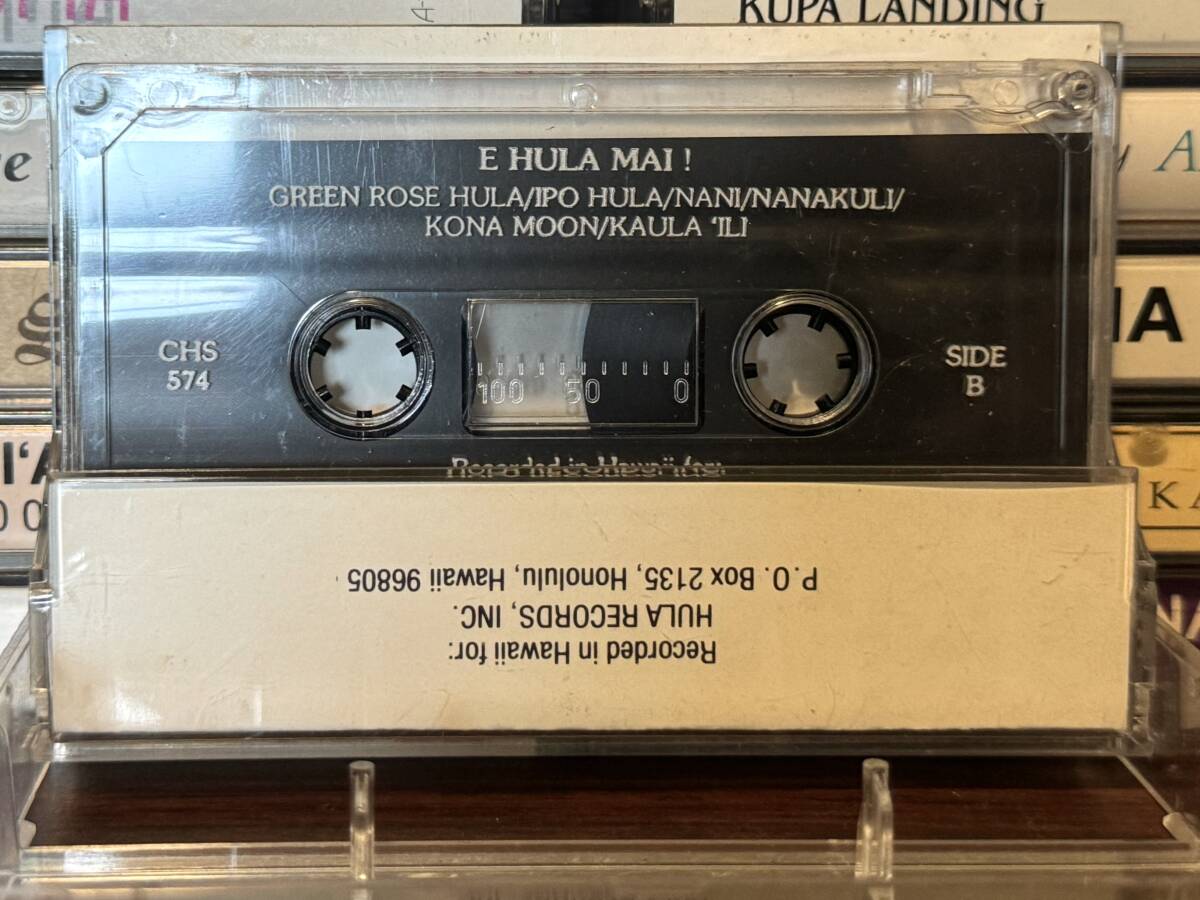 KUPA LANDING
E HULA MAI !
GREEN ROSE HULA/IPO HULA/NANI/NANAKULI/
KONA MOON/KAULA 'ILI
CHS
574
SIDE
B
100 50 0
Recorded in Hawaii for:
HULA RECORDS, INC.
P.O. Box 2135, Honolulu, Hawaii 96805